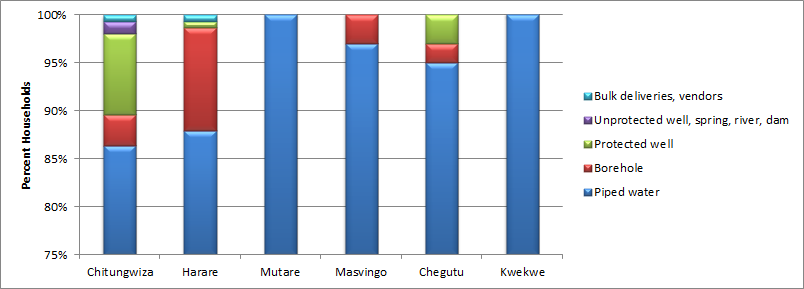 Percent Households
100%
95%
90%
85%
80%
75%
Chitungwiza
Harare
Mutare
Masvingo
Chegutu
Kwekwe
Bulk deliveries, vendors
Unprotected well, spring, river, dam
Protected well
Borehole
Piped water